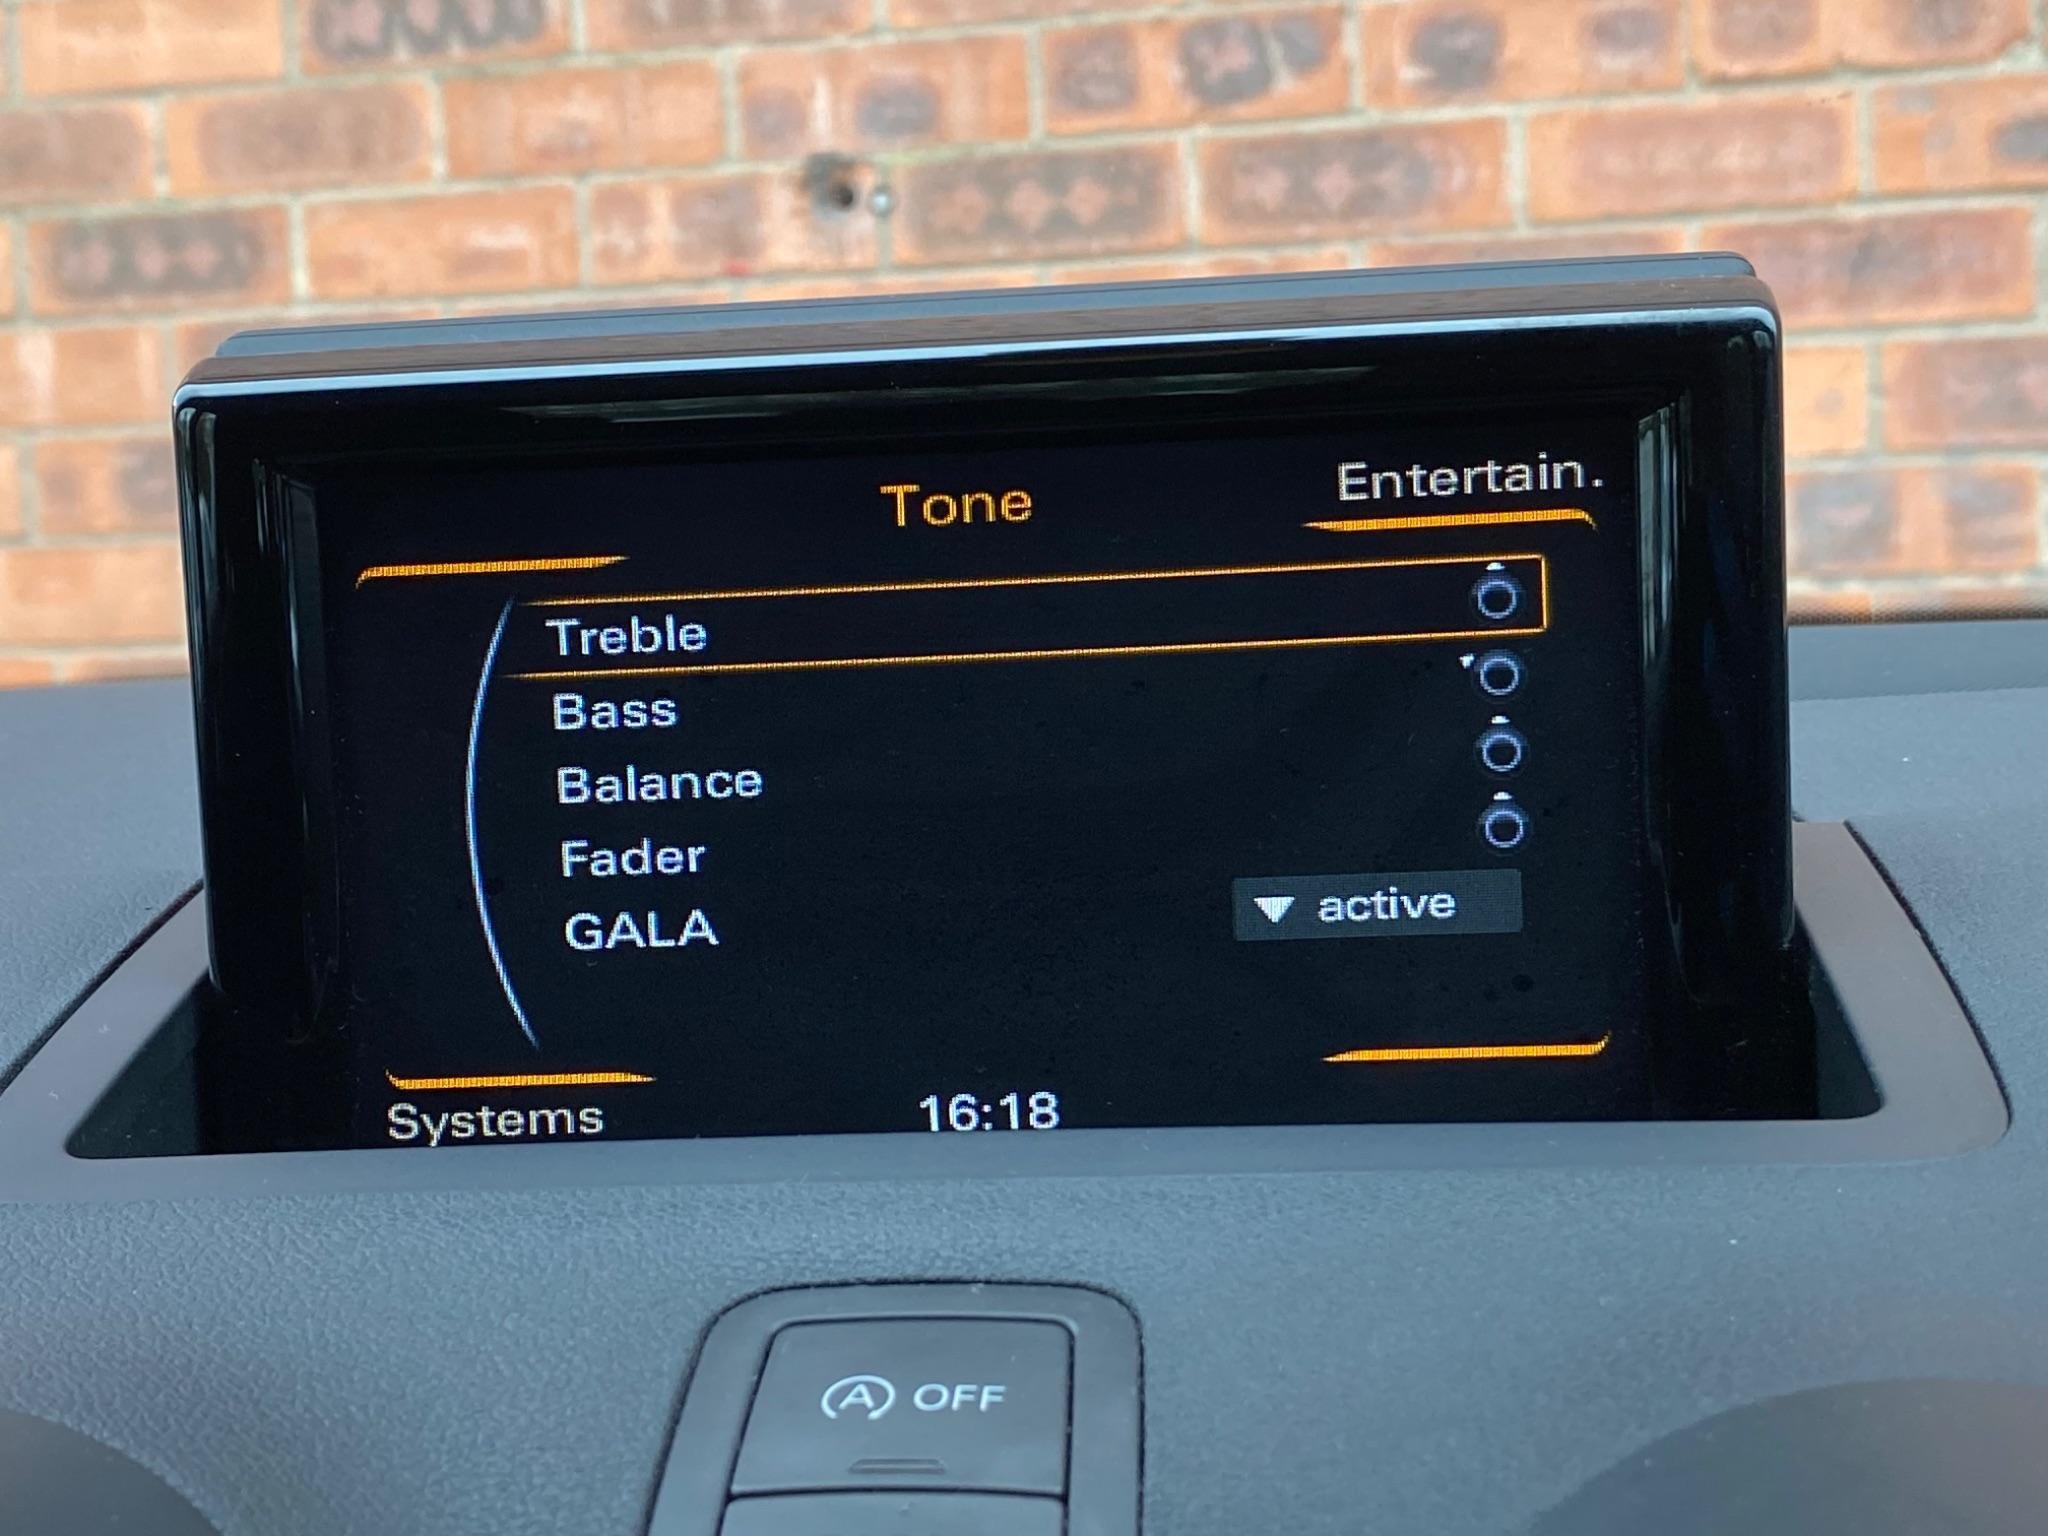 Entertain.
Tone
Treble
Bass
Balance
Fader
GALA
active
Systems
16:18
A OFF